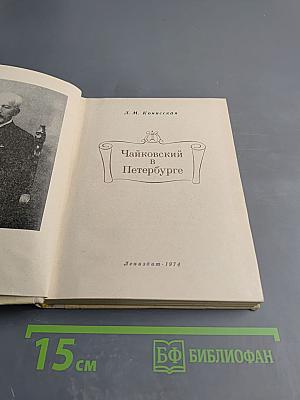 Л. М. Конисская
Чайковский
в
Петербурге
Лениздат · 1974
15 см
БФ БИБЛИОФАН